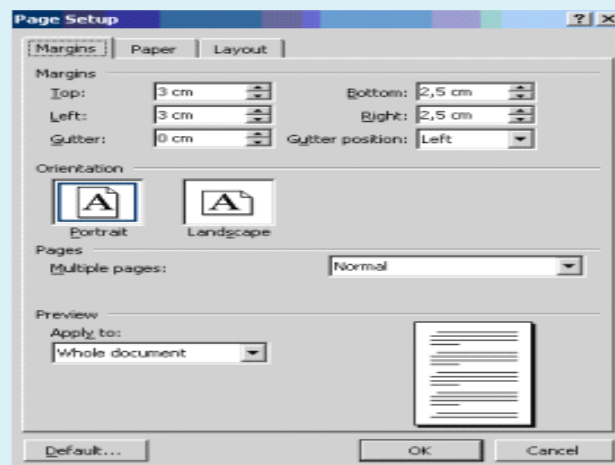 Page Setup
Margins Paper Layout
Margins
Top: 3 cm Bottom: 2,5 cm
Left: 3 cm Right: 2,5 cm
Gutter: 0 cm Gutter position: Left
Orientation
A A
Portrait Landscape
Pages
Multiple pages: Normal
Preview
Apply to:
Whole document
Default... OK Cancel